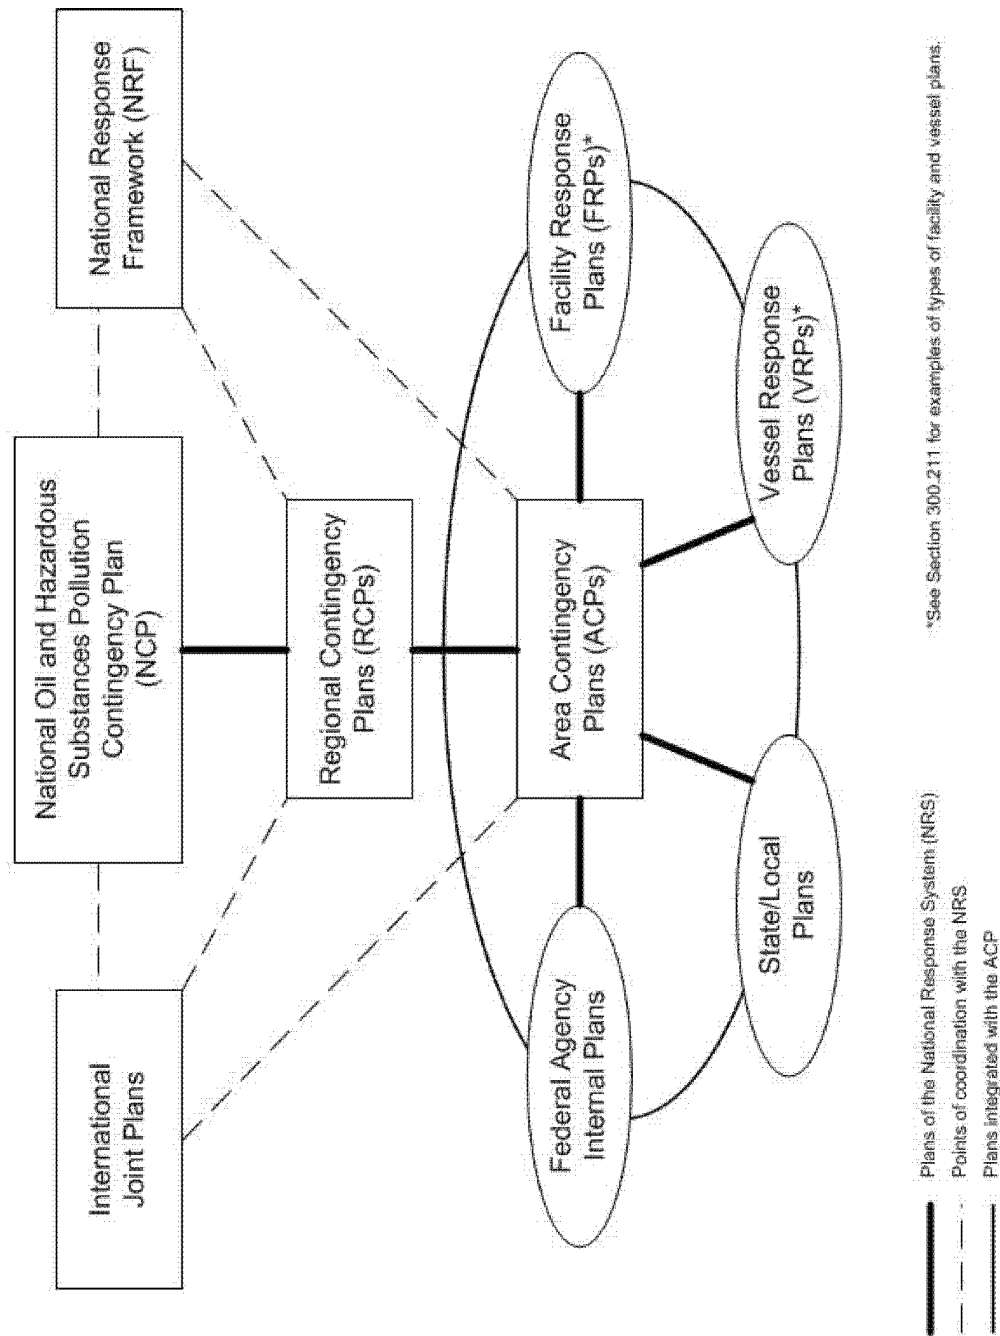 National Oil and Hazardous
Substances Pollution
Contingency Plan
(NCP)
International
Joint Plans
National Response
Framework (NRF)
Regional Contingency
Plans (RCPs)
Area Contingency
Plans (ACPs)
Federal Agency
Internal Plans
Facility Response
Plans (FRPs)*
State/Local
Plans
Vessel Response
Plans (VRPs)*
Plans of the National Response System (NRS)
Points of coordination with the NRS
Plans integrated with the ACP
*See Section 300.211 for examples of types of facility and vessel plans.